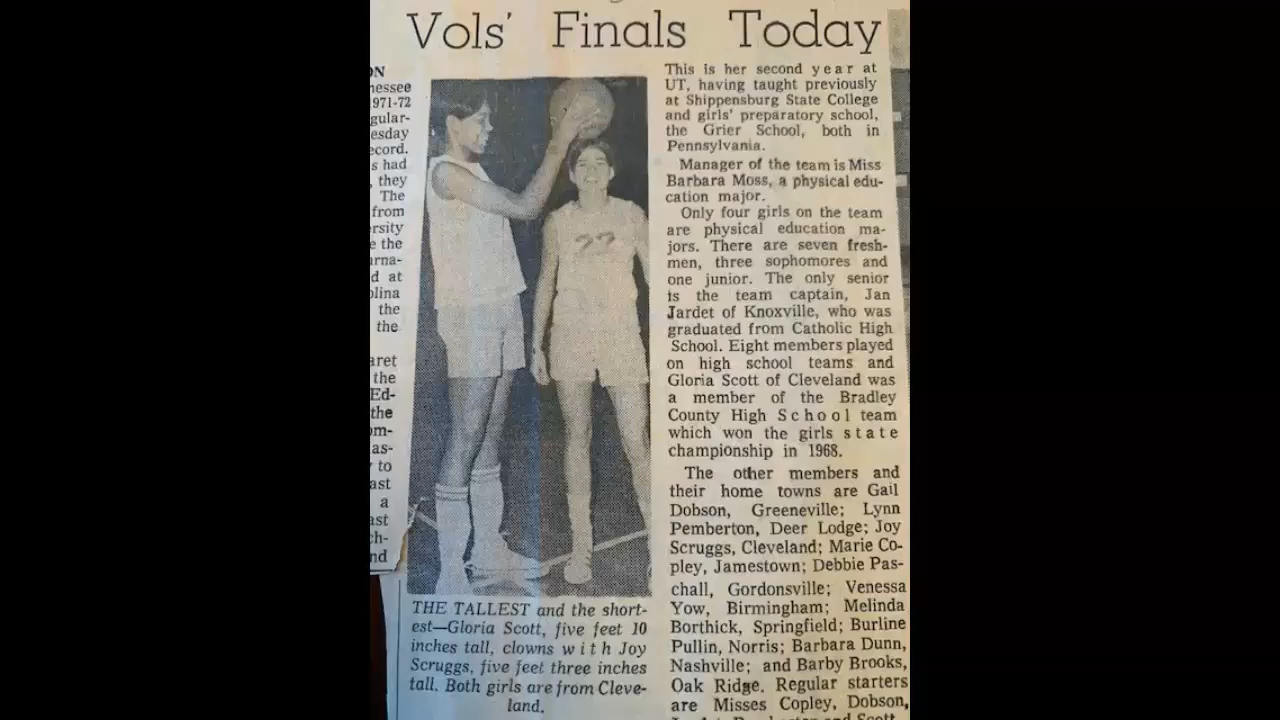 Vols' Finals Today
ON
nessee
971-72
gular-
esday
ecord.
s had
, they
The
from
ersity
e the
urna-
d at
olina
the
the
aret
the
Ed-
the
om-
as-
to
ast
a
ast
ch-
nd
22
THE TALLEST and the short-
est—Gloria Scott, five feet 10
inches tall, clowns with Joy
Scruggs, five feet three inches
tall. Both girls are from Cleve-
land.
This is her second year at
UT, having taught previously
at Shippensburg State College
and girls' preparatory school,
the Grier School, both in
Pennsylvania.
Manager of the team is Miss
Barbara Moss, a physical edu-
cation major.
Only four girls on the team
are physical education ma-
jors. There are seven fresh-
men, three sophomores and
one junior. The only senior
is the team captain, Jan
Jardet of Knoxville, who was
graduated from Catholic High
School. Eight members played
on high school teams and
Gloria Scott of Cleveland was
a member of the Bradley
County High School team
which won the girls state
championship in 1968.
The other members and
their home towns are Gail
Dobson, Greeneville; Lynn
Pemberton, Deer Lodge; Joy
Scruggs, Cleveland; Marie Co-
pley, Jamestown; Debbie Pas-
chall, Gordonsville; Venessa
Yow, Birmingham; Melinda
Borthick, Springfield; Burline
Pullin, Norris; Barbara Dunn,
Nashville; and Barby Brooks,
Oak Ridge. Regular starters
are Misses Copley, Dobson,